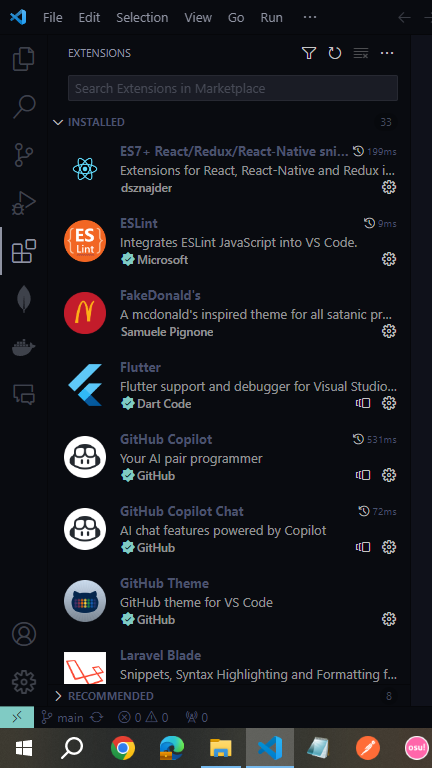 File Edit Selection View Go Run ···
EXTENSIONS
Search Extensions in Marketplace
INSTALLED 33
ES7+ React/Redux/React-Native sni... 199ms
Extensions for React, React-Native and Redux i...
dsznajder
ESLint 9ms
ES
Lint
Integrates ESLint JavaScript into VS Code.
Microsoft
FakeDonald's
A mcdonald's inspired theme for all satanic pr...
Samuele Pignone
Flutter
Flutter support and debugger for Visual Studio...
Dart Code
GitHub Copilot 531ms
Your AI pair programmer
GitHub
GitHub Copilot Chat 72ms
AI chat features powered by Copilot
GitHub
GitHub Theme
GitHub theme for VS Code
GitHub
Laravel Blade
Snippets, Syntax Highlighting and Formatting f...
RECOMMENDED 8
main 0 0 0
osu!